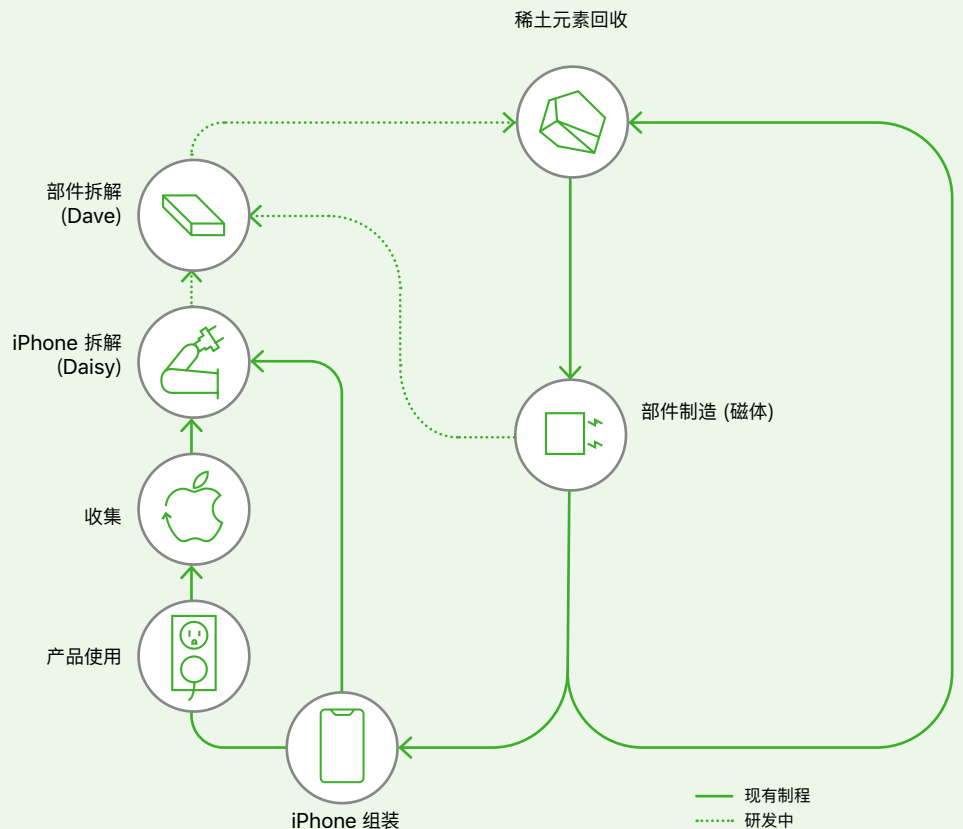 稀土元素回收
部件拆解
(Dave)
iPhone 拆解
(Daisy)
部件制造 (磁体)
收集
产品使用
iPhone 组装
现有制程
研发中